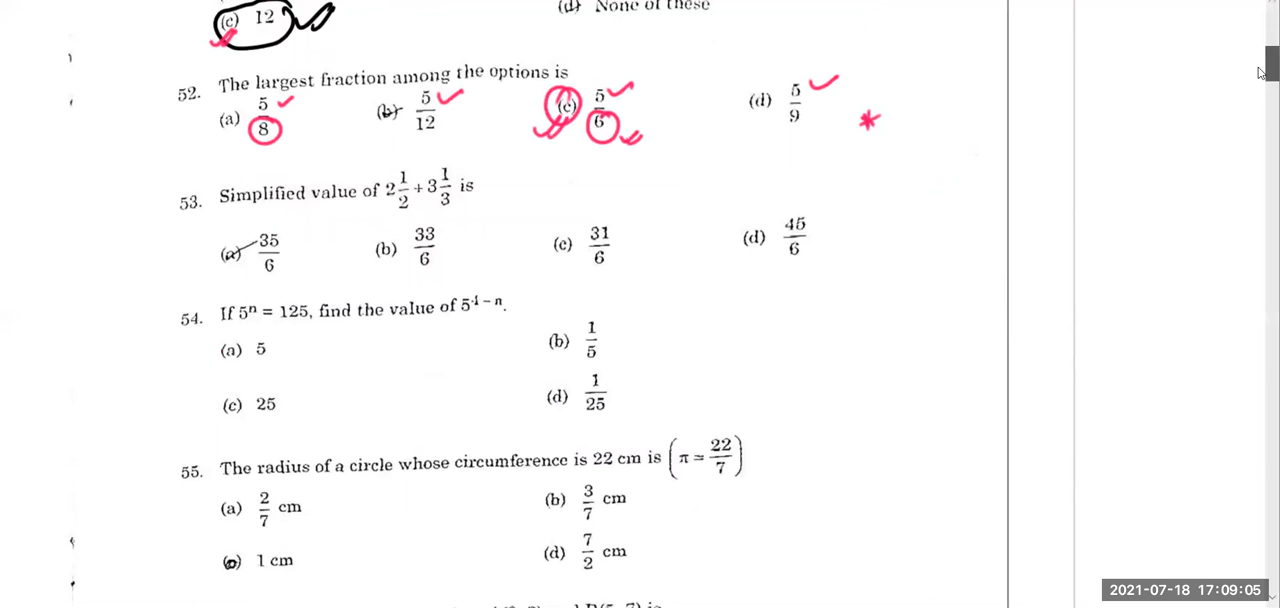 (c) 12
(d) None of these
52. The largest fraction among the options is
(a) 5/8 (b) 5/12 (c) 5/6 (d) 5/9
53. Simplified value of 2 1/2 + 3 1/3 is
(a) 35/6 (b) 33/6 (c) 31/6 (d) 45/6
54. If 5ⁿ = 125, find the value of 5⁴⁻ⁿ.
(a) 5 (b) 1/5
(c) 25 (d) 1/25
55. The radius of a circle whose circumference is 22 cm is (π = 22/7)
(a) 2/7 cm (b) 3/7 cm
(c) 1 cm (d) 7/2 cm
2021-07-18 17:09:05